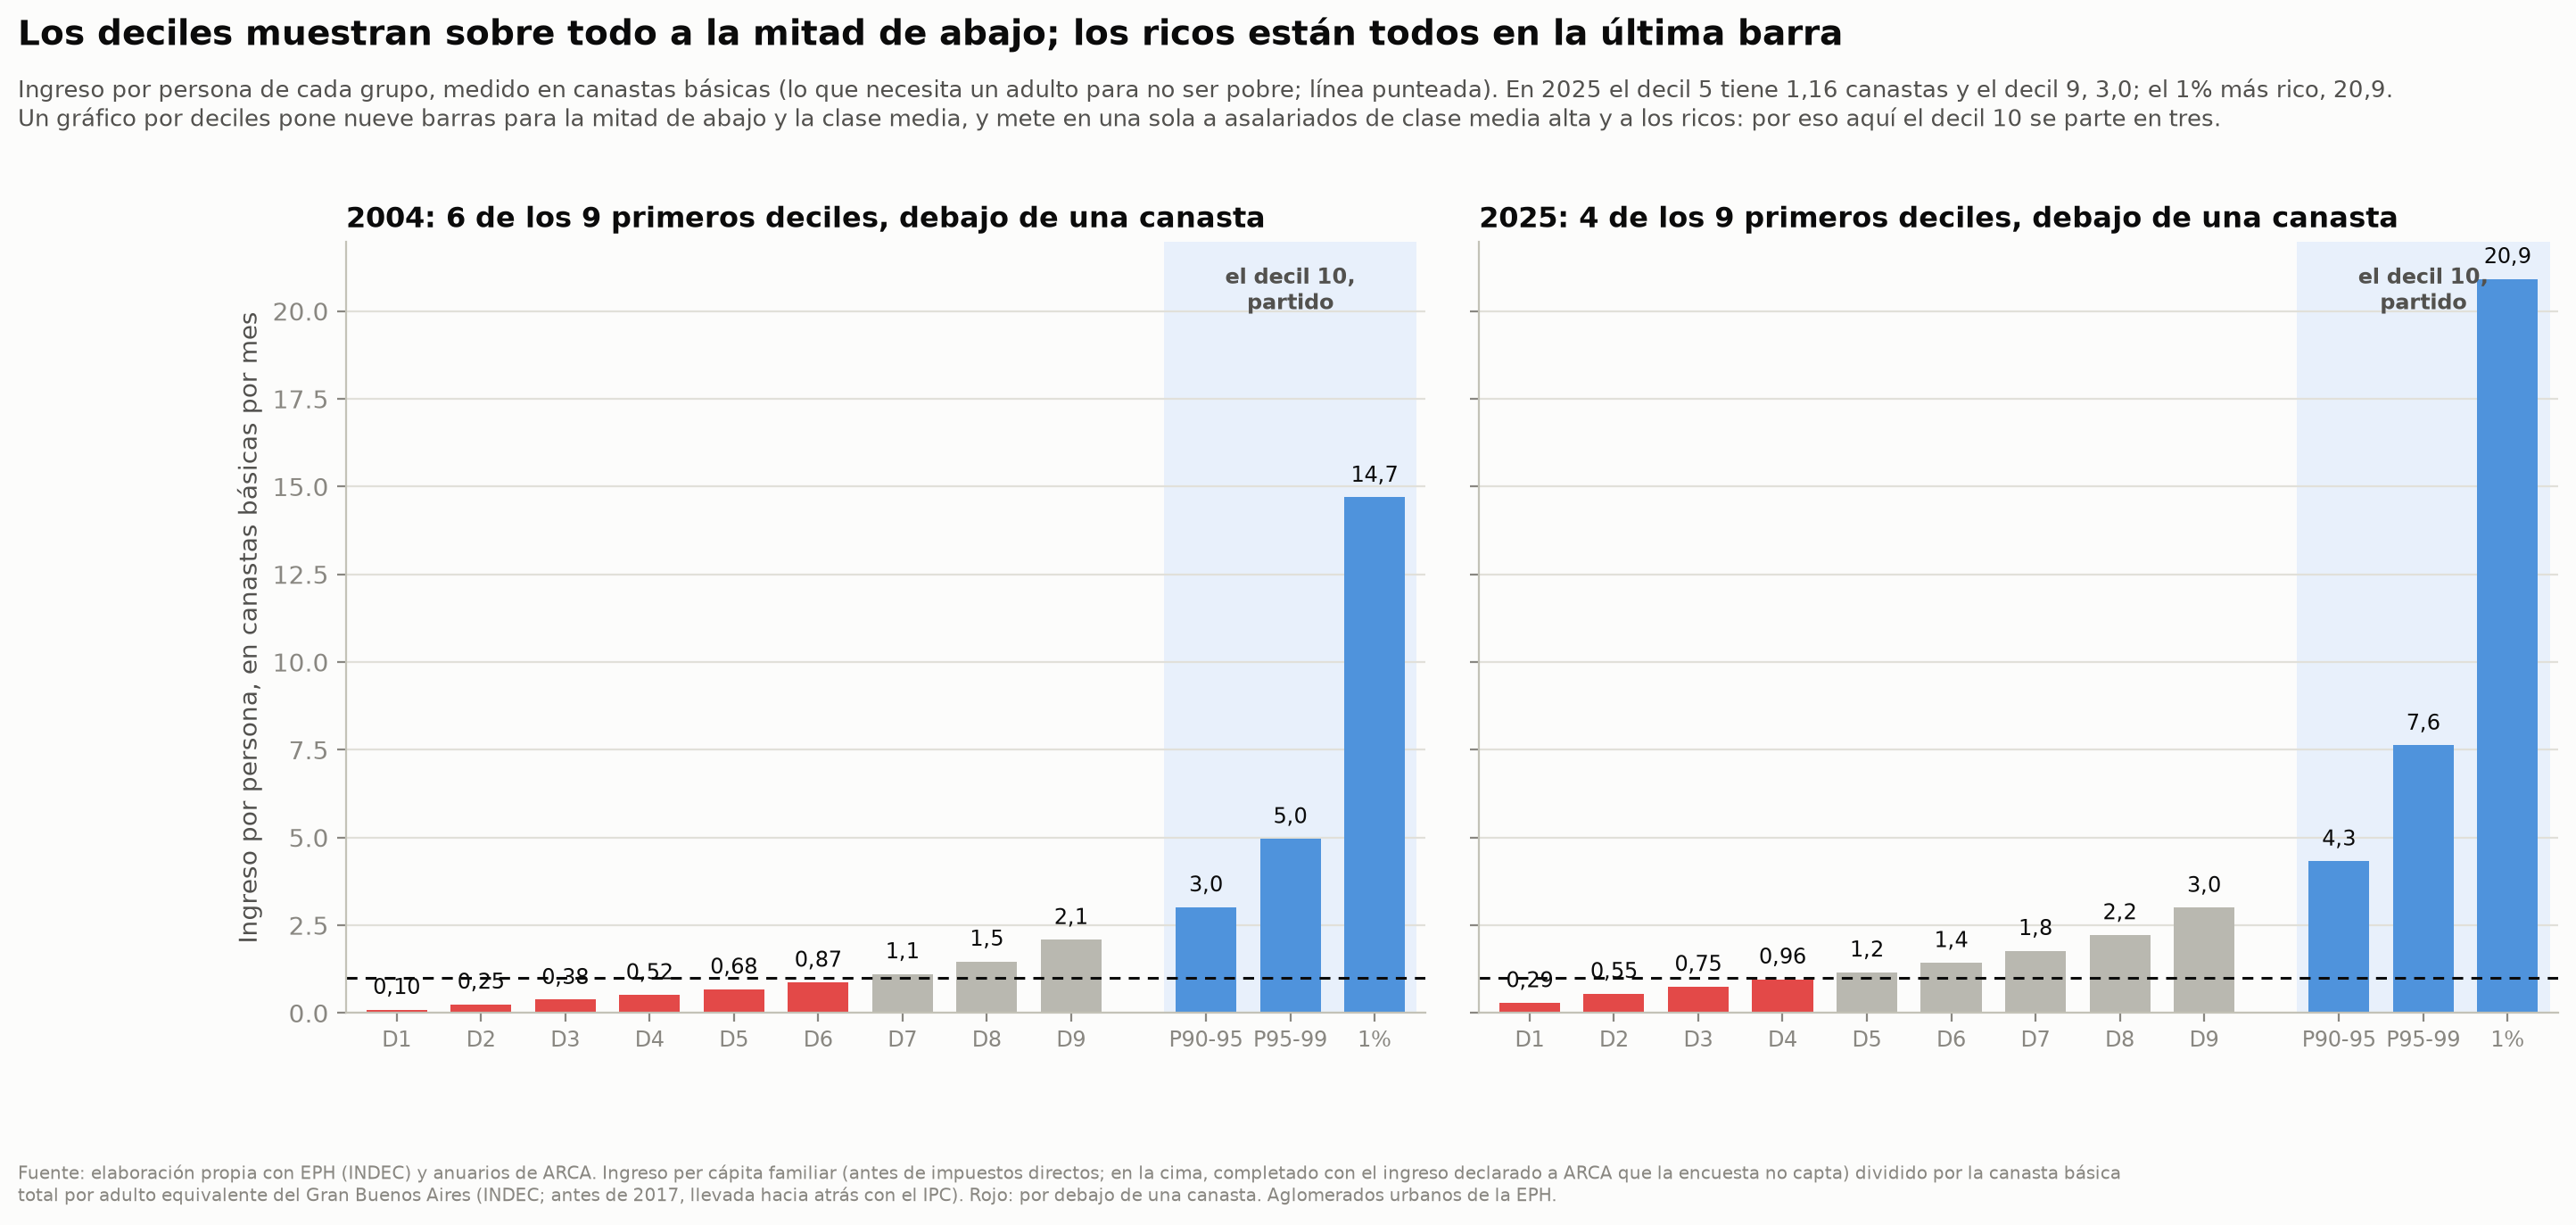 Los deciles muestran sobre todo a la mitad de abajo; los ricos están todos en la última barra
Ingreso por persona de cada grupo, medido en canastas básicas (lo que necesita un adulto para no ser pobre; línea punteada). En 2025 el decil 5 tiene 1,16 canastas y el decil 9, 3,0; el 1% más rico, 20,9.
Un gráfico por deciles pone nueve barras para la mitad de abajo y la clase media, y mete en una sola a asalariados de clase media alta y a los ricos: por eso aquí el decil 10 se parte en tres.
2004: 6 de los 9 primeros deciles, debajo de una canasta
Ingreso por persona, en canastas básicas por mes
20.0
17.5
15.0
12.5
10.0
7.5
5.0
2.5
0.0
el decil 10,
partido
0,10
0,25
0,38
0,52
0,68
0,87
1,1
1,5
2,1
3,0
5,0
14,7
D1
D2
D3
D4
D5
D6
D7
D8
D9
P90-95
P95-99
1%
2025: 4 de los 9 primeros deciles, debajo de una canasta
el decil 10,
partido
0,29
0,55
0,75
0,96
1,2
1,4
1,8
2,2
3,0
4,3
7,6
20,9
D1
D2
D3
D4
D5
D6
D7
D8
D9
P90-95
P95-99
1%
Fuente: elaboración propia con EPH (INDEC) y anuarios de ARCA. Ingreso per cápita familiar (antes de impuestos directos; en la cima, completado con el ingreso declarado a ARCA que la encuesta no capta) dividido por la canasta básica
total por adulto equivalente del Gran Buenos Aires (INDEC; antes de 2017, llevada hacia atrás con el IPC). Rojo: por debajo de una canasta. Aglomerados urbanos de la EPH.